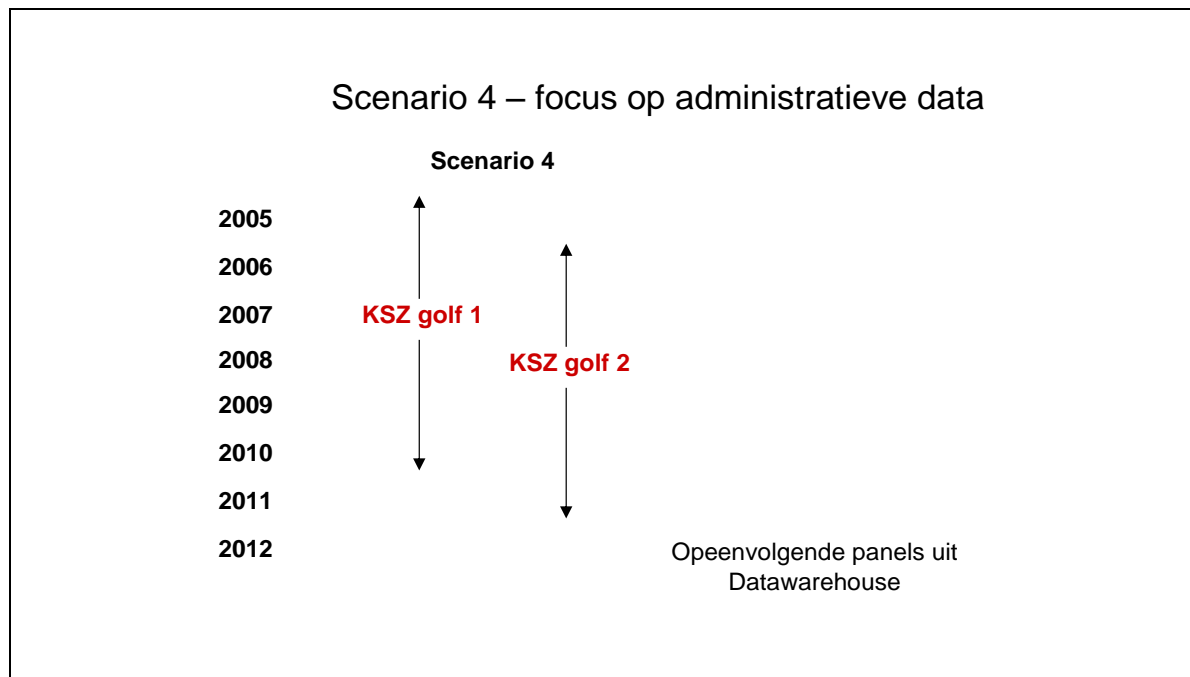 Scenario 4 – focus op administratieve data
Scenario 4
2005
2006
2007
KSZ golf 1
2008
KSZ golf 2
2009
2010
2011
2012
Opeenvolgende panels uit
Datawarehouse